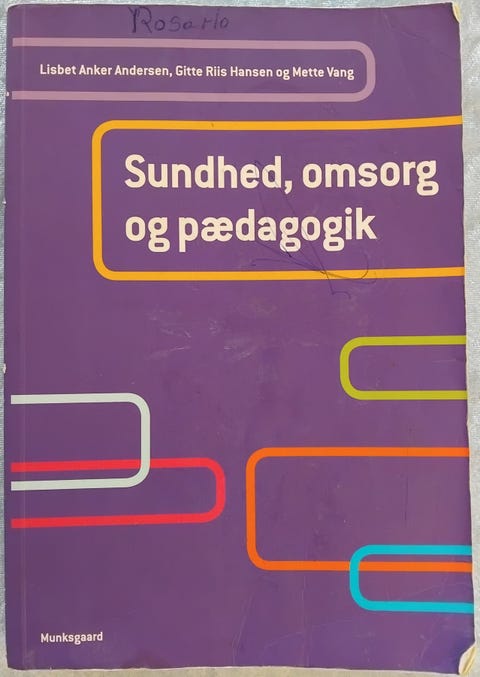 Rosario
Lisbet Anker Andersen, Gitte Riis Hansen og Mette Vang
Sundhed, omsorg
og pædagogik
Munksgaard